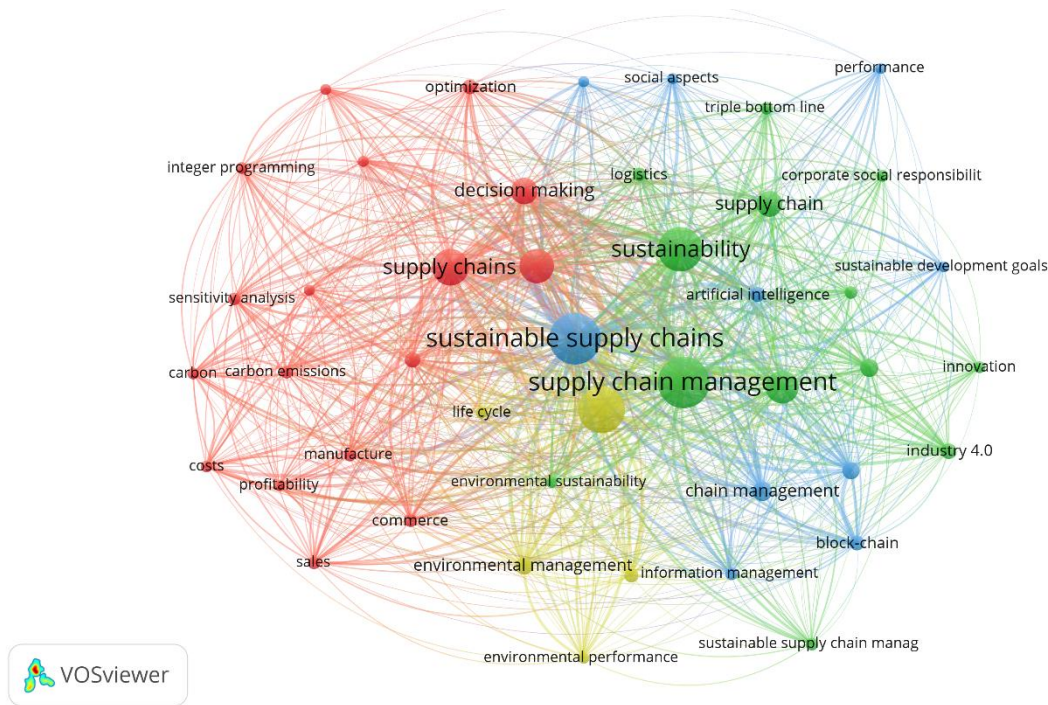 performance
optimization
social aspects
triple bottom line
integer programming
logistics
corporate social responsibilit
decision making
supply chain
sustainability
supply chains
sustainable development goals
artificial intelligence
sensitivity analysis
sustainable supply chains
carbon
carbon emissions
innovation
supply chain management
life cycle
industry 4.0
manufacture
costs
profitability
environmental sustainability
chain management
commerce
block-chain
sales
environmental management
information management
sustainable supply chain manag
environmental performance
VOSviewer